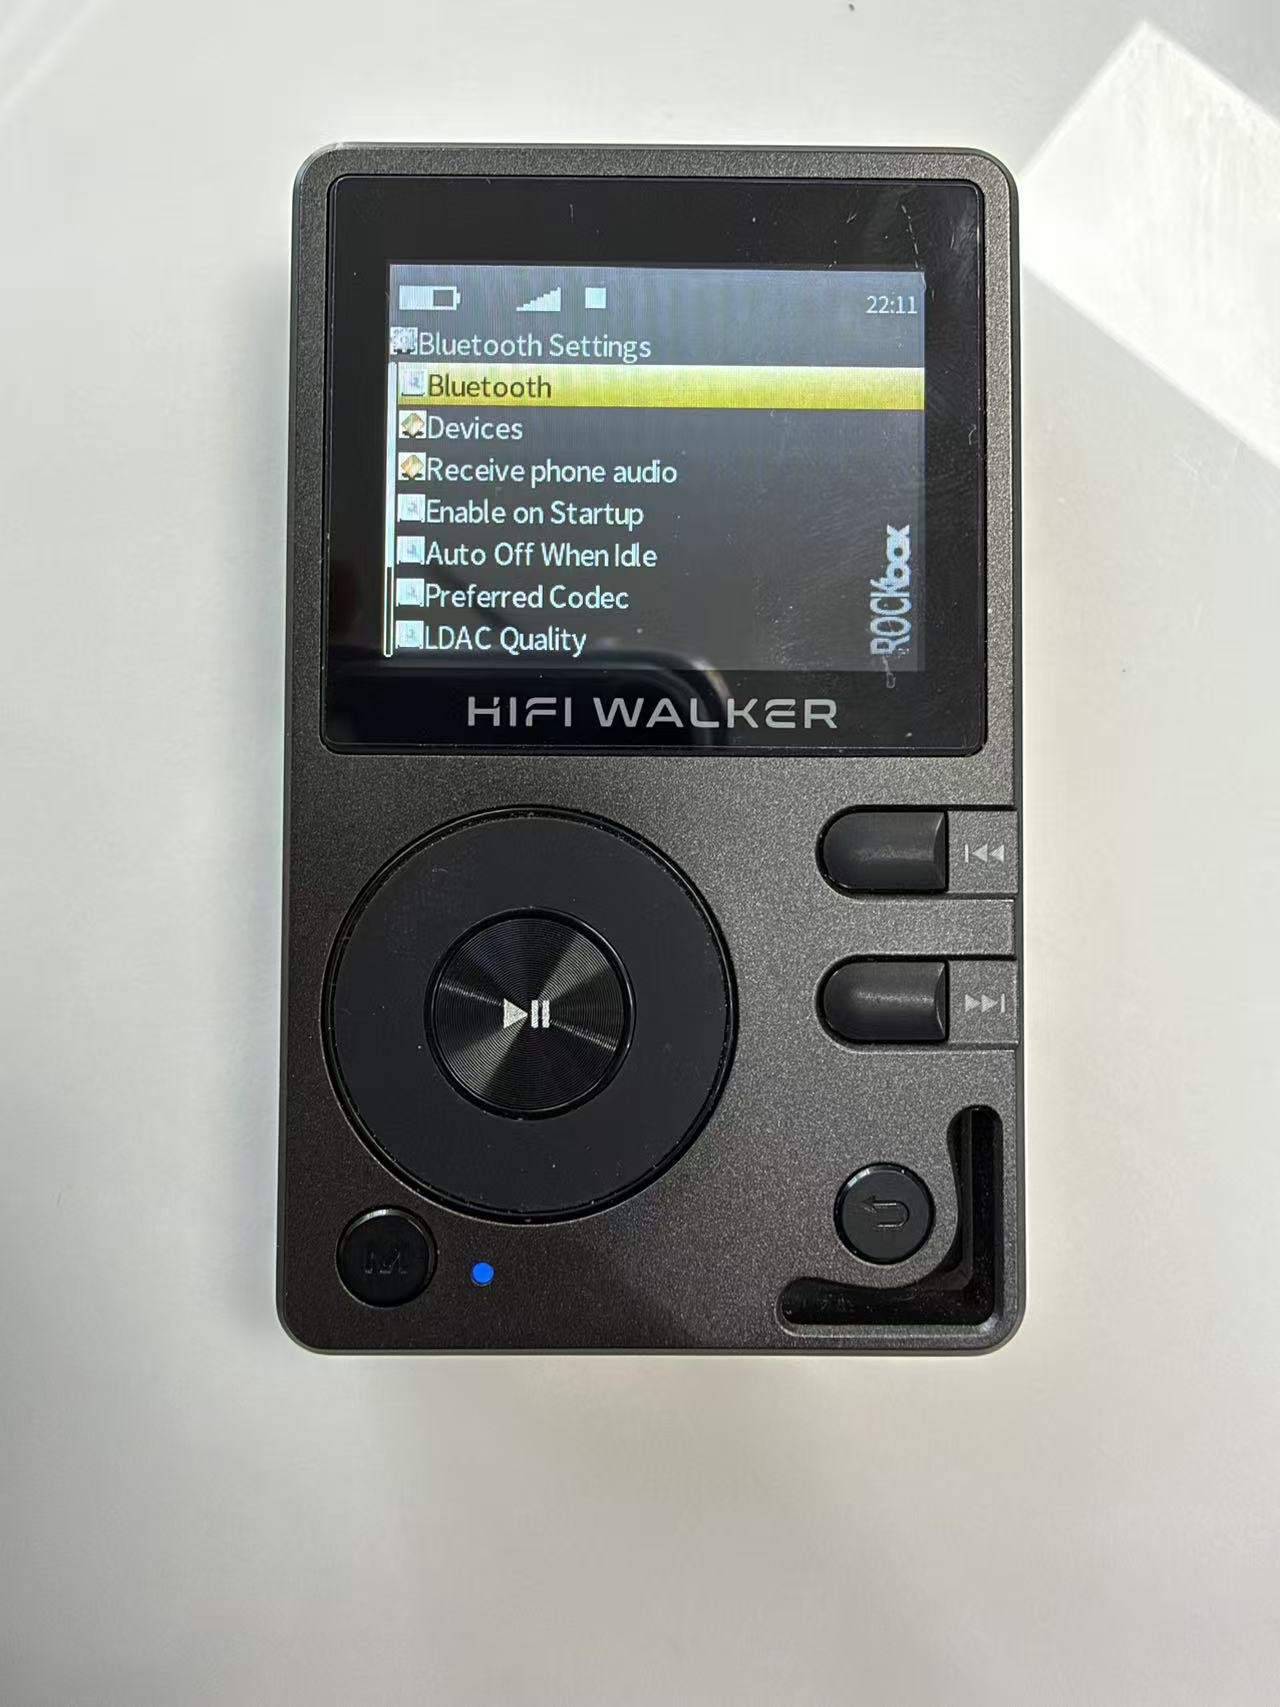 22:11
Bluetooth Settings
Bluetooth
Devices
Receive phone audio
Enable on Startup
Auto Off When Idle
Preferred Codec
LDAC Quality
ROCKbox
HIFI WALKER
M